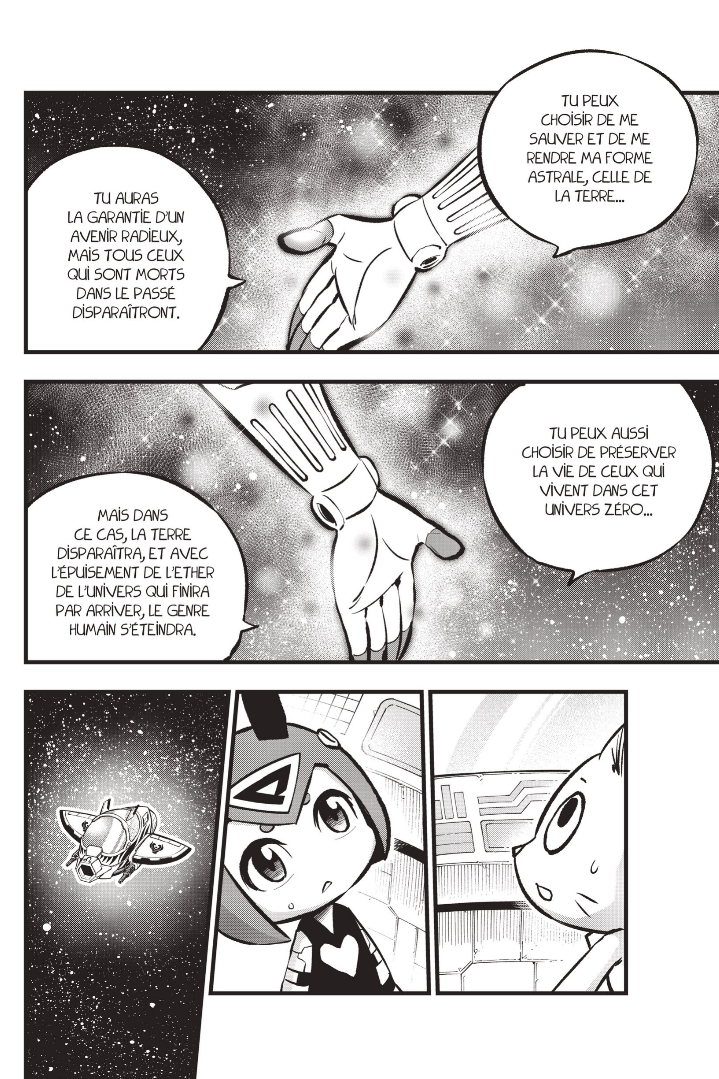 TU PEUX
CHOISIR DE ME
SAUVER ET DE ME
RENDRE MA FORME
ASTRALE, CELLE DE
LA TERRE...
TU AURAS
LA GARANTIE D'UN
AVENIR RADIEUX,
MAIS TOUS CEUX
QUI SONT MORTS
DANS LE PASSÉ
DISPARAÎTRONT.
TU PEUX AUSSI
CHOISIR DE PRÉSERVER
LA VIE DE CEUX QUI
VIVENT DANS CET
UNIVERS ZÉRO...
MAIS DANS
CE CAS, LA TERRE
DISPARAÎTRA, ET AVEC
L'ÉPUISEMENT DE L'ETHER
DE L'UNIVERS QUI FINIRA
PAR ARRIVER, LE GENRE
HUMAIN S'ÉTEINDRA.